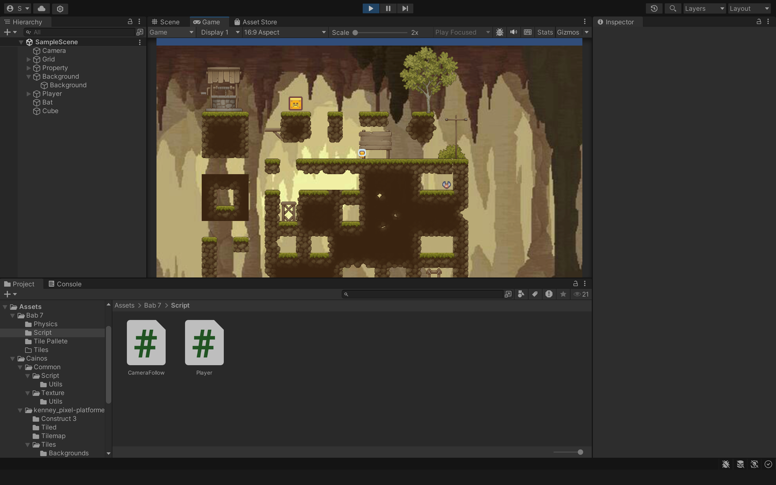 S
Layers
Layout
Hierarchy
Scene
Game
Asset Store
Inspector
All
Game
Display 1
16:9 Aspect
Scale
2x
Play Focused
Stats
Gizmos
SampleScene
Camera
Grid
Property
Background
Background
Player
Bat
Cube
Project
Console
21
Assets
Bab 7
Physics
Script
Tile Pallete
Tiles
Cainos
Common
Script
Utils
Texture
Utils
kenney_pixel-platforme
Construct 3
Tiled
Tilemap
Tiles
Backgrounds
Assets > Bab 7 > Script
CameraFollow
Player